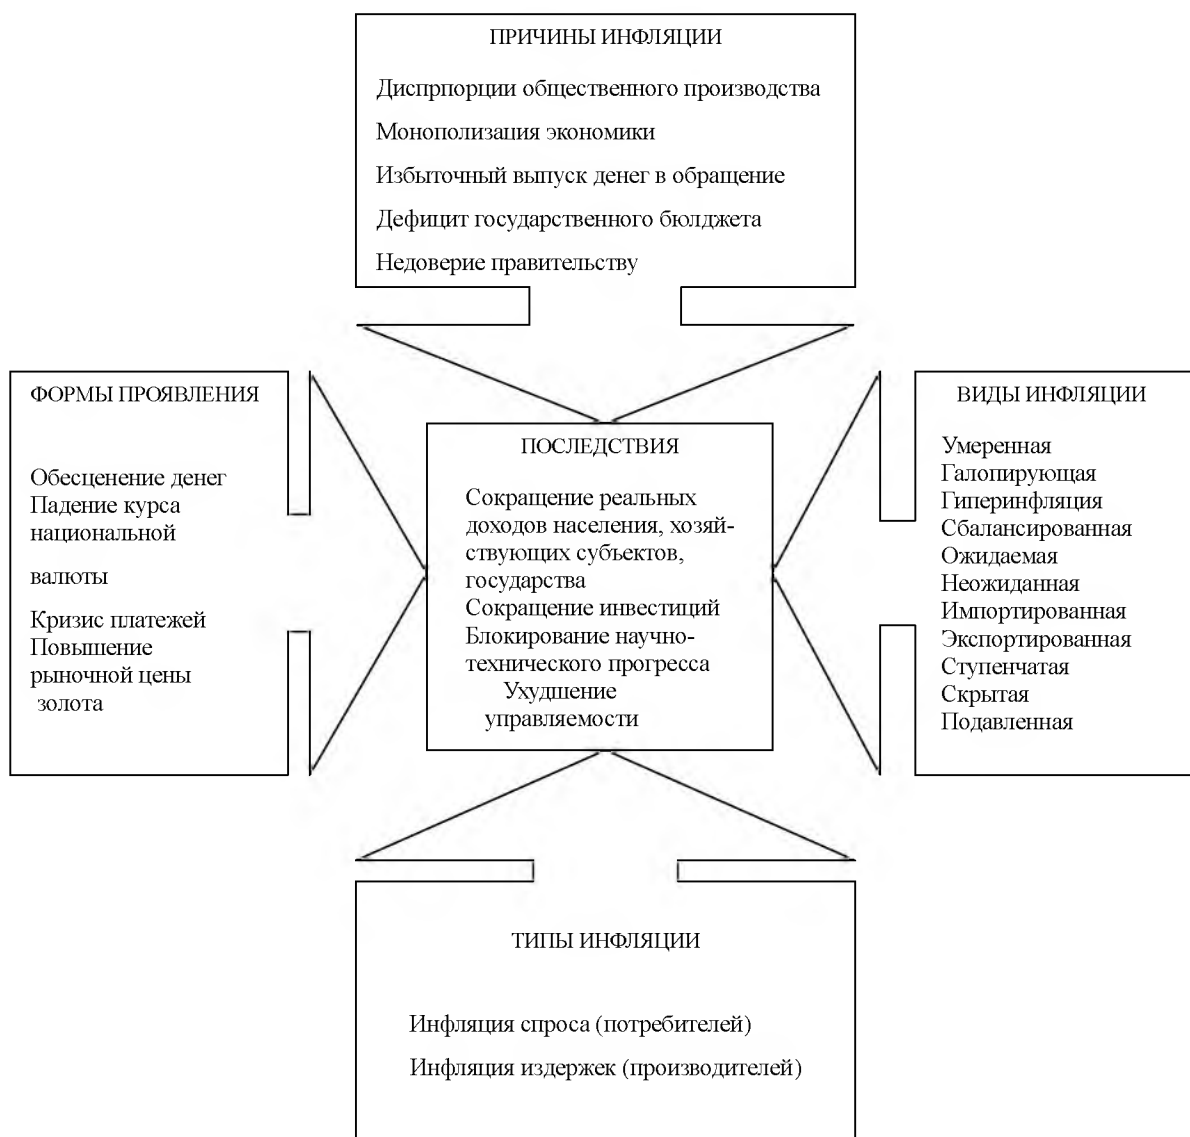 ПРИЧИНЫ ИНФЛЯЦИИ
Диспрпорции общественного производства
Монополизация экономики
Избыточный выпуск денег в обращение
Дефицит государственного бюлджета
Недоверие правительству
ФОРМЫ ПРОЯВЛЕНИЯ
Обесценение денег
Падение курса
национальной
валюты
Кризис платежей
Повышение
рыночной цены
золота
ПОСЛЕДСТВИЯ
Сокращение реальных
доходов населения, хозяй-
ствующих субъектов,
государства
Сокращение инвестиций
Блокирование научно-
технического прогресса
Ухудшение
управляемости
ВИДЫ ИНФЛЯЦИИ
Умеренная
Галопирующая
Гиперинфляция
Сбалансированная
Ожидаемая
Неожиданная
Импортированная
Экспортированная
Ступенчатая
Скрытая
Подавленная
ТИПЫ ИНФЛЯЦИИ
Инфляция спроса (потребителей)
Инфляция издержек (производителей)